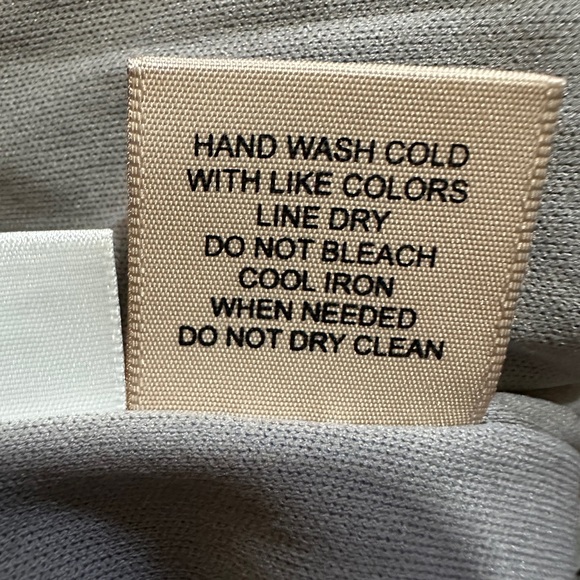 HAND WASH COLD
WITH LIKE COLORS
LINE DRY
DO NOT BLEACH
COOL IRON
WHEN NEEDED
DO NOT DRY CLEAN